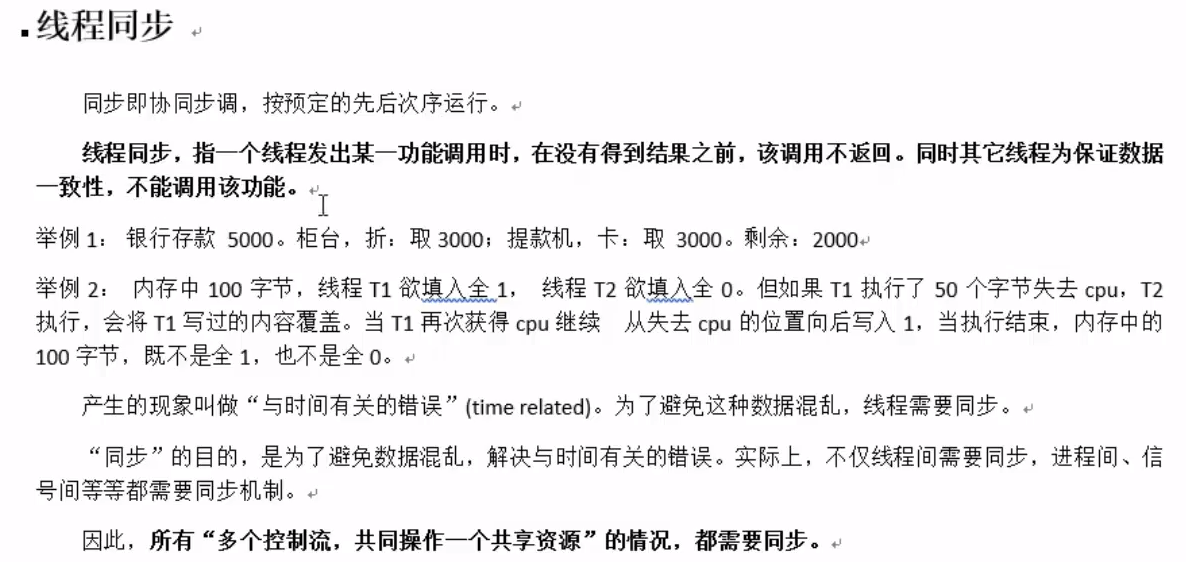 线程同步
同步即协同步调，按预定的先后次序运行。
线程同步，指一个线程发出某一功能调用时，在没有得到结果之前，该调用不返回。同时其它线程为保证数据
一致性，不能调用该功能。
举例 1： 银行存款 5000。柜台，折：取 3000；提款机，卡：取 3000。剩余：2000
举例 2： 内存中 100 字节，线程 T1 欲填入全 1， 线程 T2 欲填入全 0。但如果 T1 执行了 50 个字节失去 cpu，T2
执行，会将 T1 写过的内容覆盖。当 T1 再次获得 cpu 继续 从失去 cpu 的位置向后写入 1，当执行结束，内存中的
100 字节，既不是全 1，也不是全 0。
产生的现象叫做“与时间有关的错误”(time related)。为了避免这种数据混乱，线程需要同步。
“同步”的目的，是为了避免数据混乱，解决与时间有关的错误。实际上，不仅线程间需要同步，进程间、信
号间等等都需要同步机制。
因此，所有“多个控制流，共同操作一个共享资源”的情况，都需要同步。